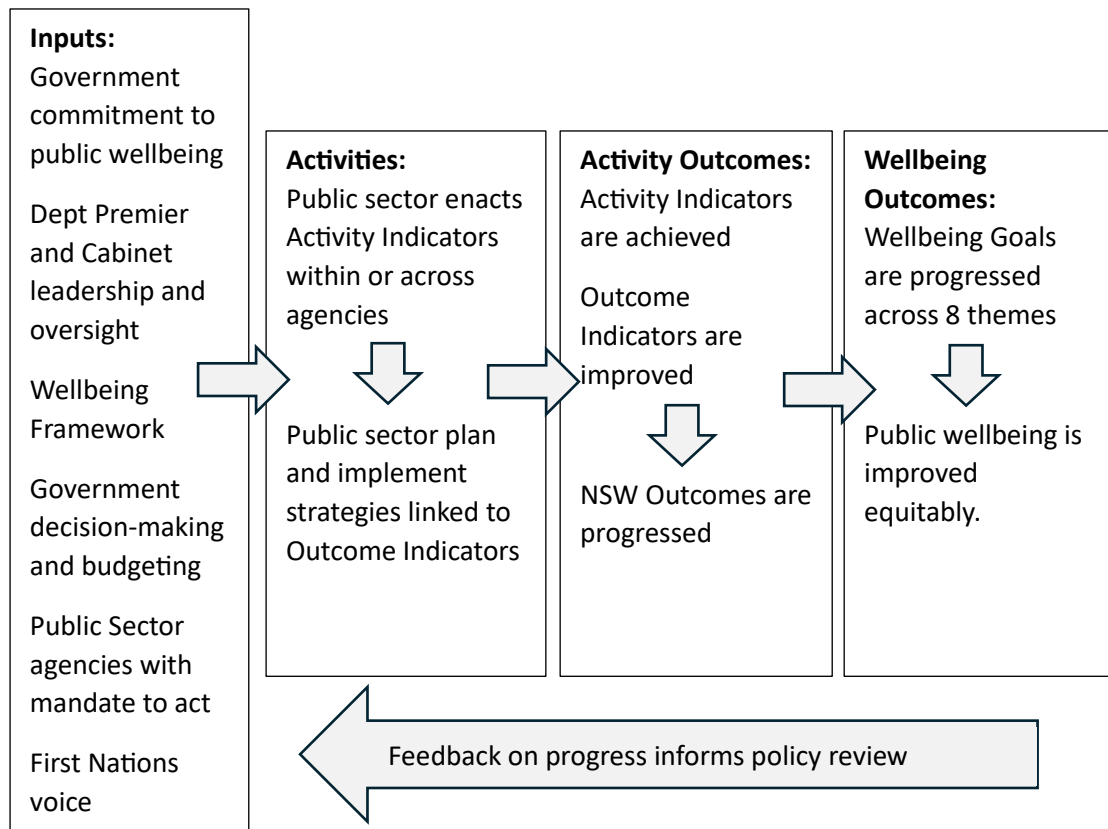 Inputs:
Government
commitment to
public wellbeing
Dept Premier
and Cabinet
leadership and
oversight
Wellbeing
Framework
Government
decision-making
and budgeting
Public Sector
agencies with
mandate to act
First Nations
voice
Activities:
Public sector enacts
Activity Indicators
within or across
agencies
Public sector plan
and implement
strategies linked to
Outcome Indicators
Activity Outcomes:
Activity Indicators
are achieved
Outcome
Indicators are
improved
NSW Outcomes are
progressed
Wellbeing
Outcomes:
Wellbeing Goals
are progressed
across 8 themes
Public wellbeing is
improved
equitably.
Feedback on progress informs policy review